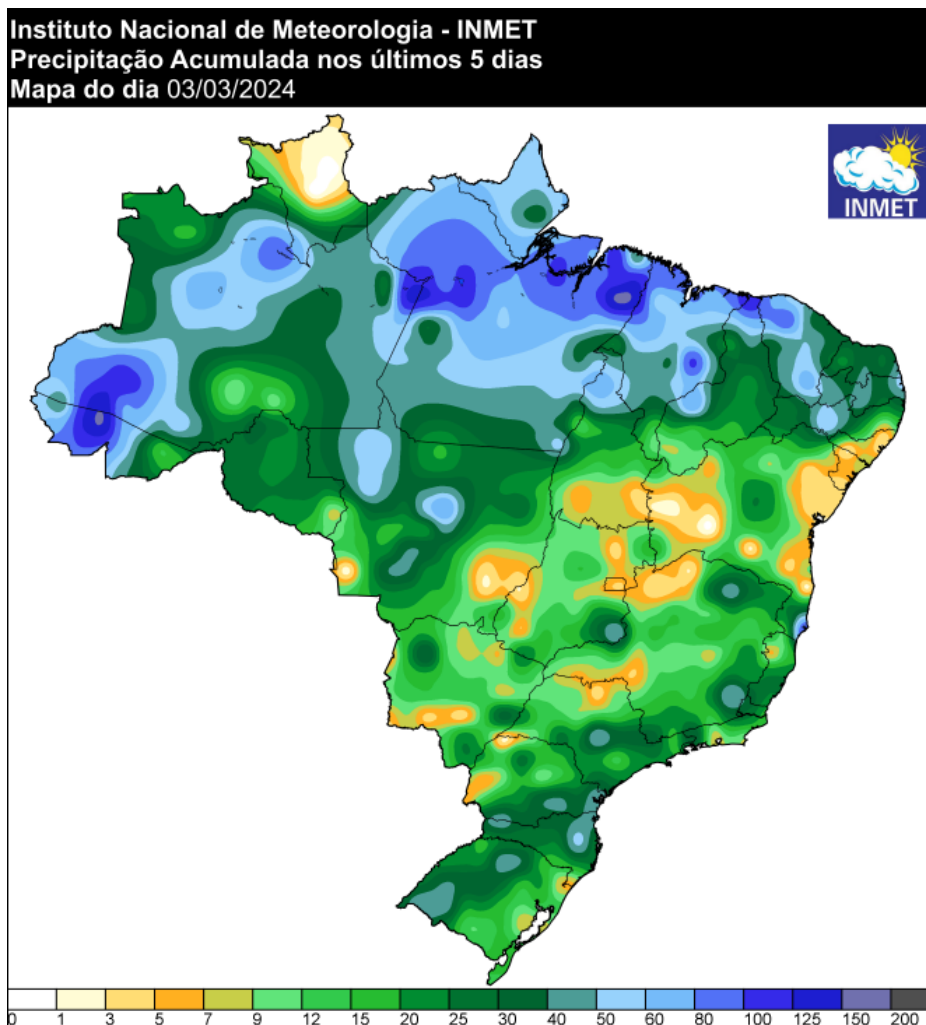 Instituto Nacional de Meteorologia - INMET
Precipitação Acumulada nos últimos 5 dias
Mapa do dia 03/03/2024
INMET
0 1 3 5 7 9 12 15 20 25 30 40 50 60 80 100 125 150 200